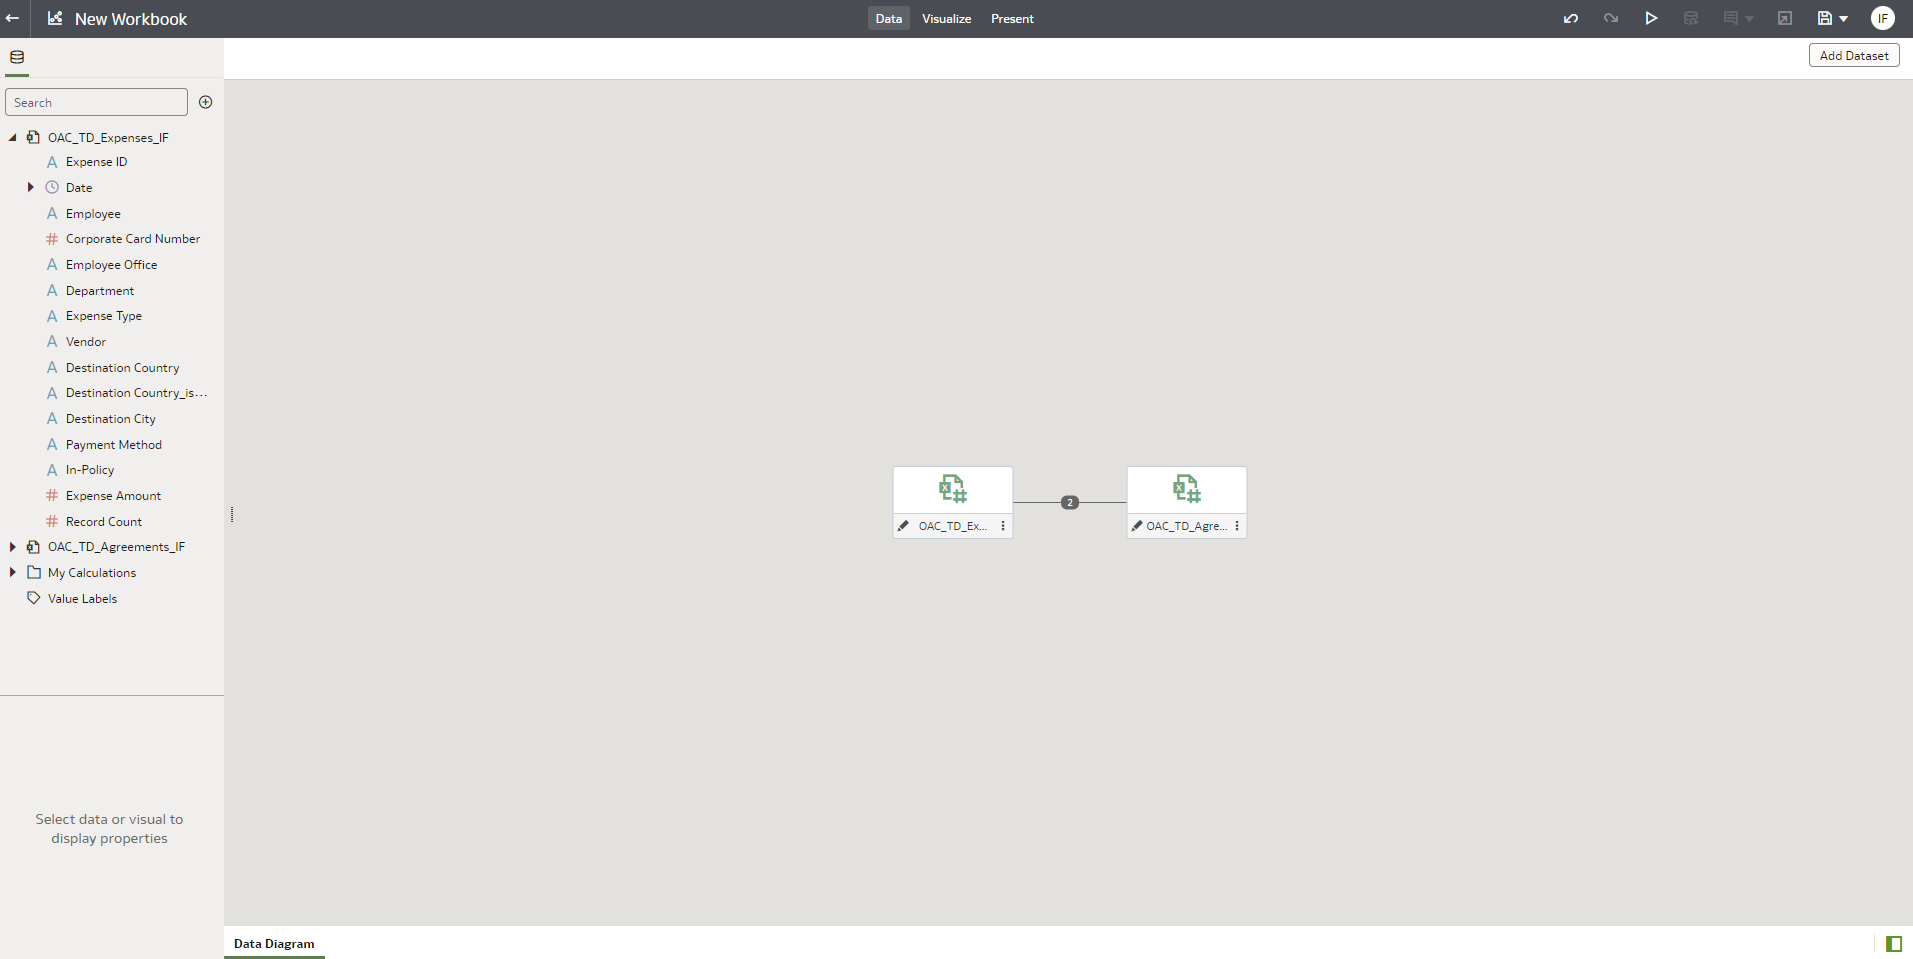 New Workbook
Data Visualize Present
IF
Add Dataset
Search
OAC_TD_Expenses_IF
A Expense ID
Date
A Employee
# Corporate Card Number
A Employee Office
A Department
A Expense Type
A Vendor
A Destination Country
A Destination Country_is...
A Destination City
A Payment Method
A In-Policy
# Expense Amount
# Record Count
OAC_TD_Agreements_IF
My Calculations
Value Labels
X #
X #
2
OAC_TD_Ex...
OAC_TD_Agre...
Select data or visual to
display properties
Data Diagram